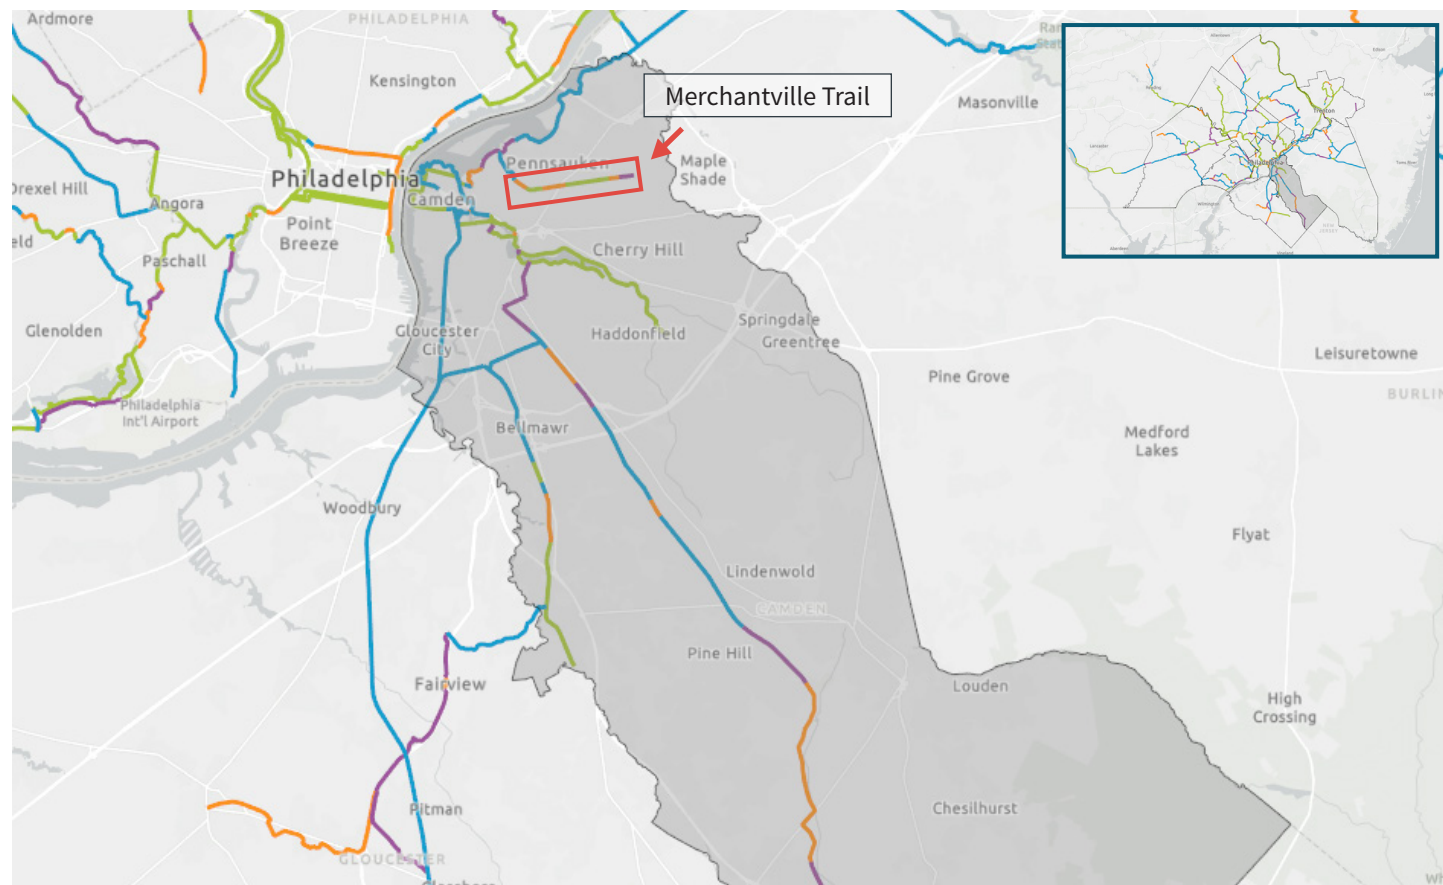 Ardmore
PHILADELPHIA
Kensington
Merchantville Trail
Masonville
Philadelphia
Pennsauken
Maple
Shade
Drexel Hill
Angora
Camden
Point
Breeze
Paschall
Cherry Hill
Glenolden
Gloucester
City
Haddonfield
Springdale
Greentree
Leisuretowne
Pine Grove
Philadelphia
Int'l Airport
Bellmawr
Medford
Lakes
Woodbury
Flyat
Lindenwold
CAMDEN
Pine Hill
Fairview
Louden
High
Crossing
Pitman
Chesilhurst
GLOUCESTER
Trenton
Philadelphia